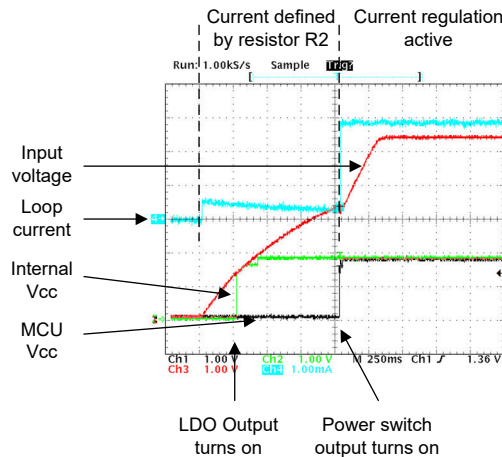 Current defined
by resistor R2
Current regulation
active
Run: 1.00kS/s Sample Trig?
Input
voltage
Loop
current
Internal
Vcc
MCU
Vcc
Ch1 1.00 V Ch2 1.00 V M 250ms Ch1 ʃ 1.36 V
Ch3 1.00 V Ch4 1.00mA
LDO Output
turns on
Power switch
output turns on